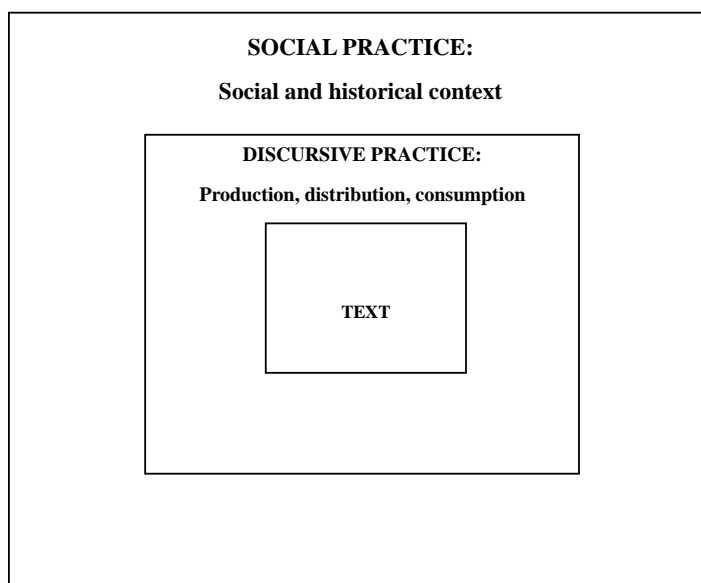 SOCIAL PRACTICE:
Social and historical context
DISCURSIVE PRACTICE:
Production, distribution, consumption
TEXT